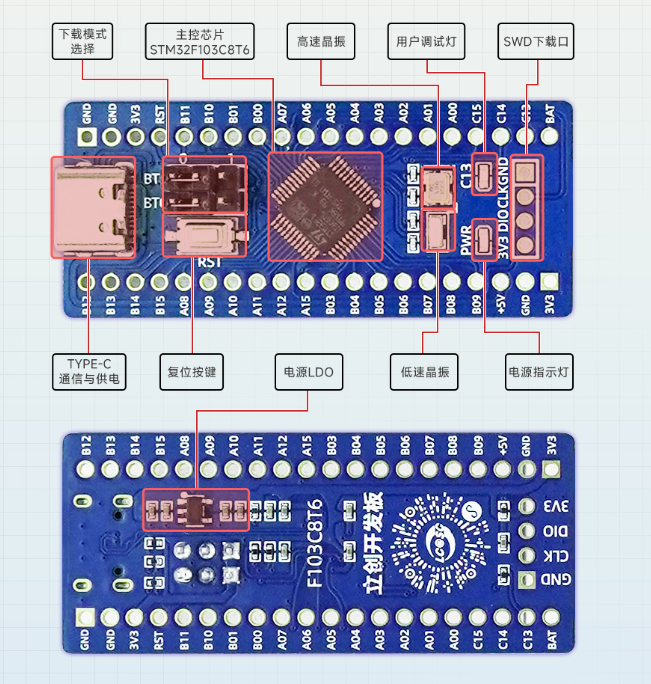 下载模式
选择
主控芯片
STM32F103C8T6
高速晶振
用户调试灯
SWD下载口
GND GND 3V3 RST B11 B10 B01 B00 A07 A06 A05 A04 A03 A02 A01 A00 C15 C14 C13 BAT
0 1
BT
BT
RST
C13
PWR
GND
CLK
DIO
3V3
B12 B13 B14 B15 A08 A09 A10 A11 A12 A15 B03 B04 B05 B06 B07 B08 B09 +5V GND 3V3
TYPE-C
通信与供电
复位按键
电源LDO
低速晶振
电源指示灯
B12 B13 B14 B15 A08 A09 A10 A11 A12 A15 B03 B04 B05 B06 B07 B08 B09 +5V GND 3V3
F103C8T6
立创开发板
3V3
DIO
CLK
GND
GND GND 3V3 RST B11 B10 B01 B00 A07 A06 A05 A04 A03 A02 A01 A00 C15 C14 C13 BAT